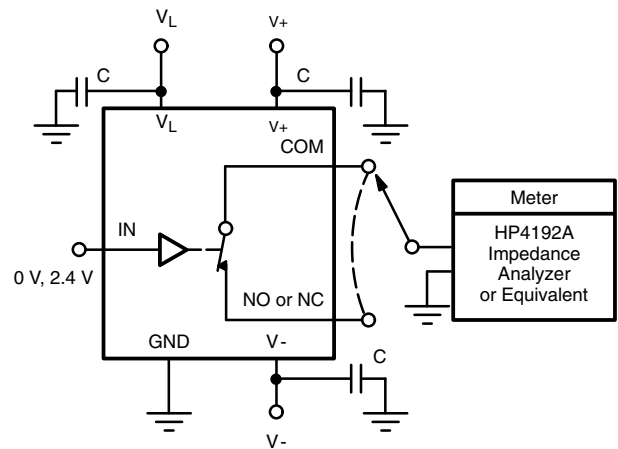 VL
V+
C
C
VL
V+
COM
Meter
HP4192A
Impedance
Analyzer
or Equivalent
IN
0 V, 2.4 V
NO or NC
GND
V-
C
V-